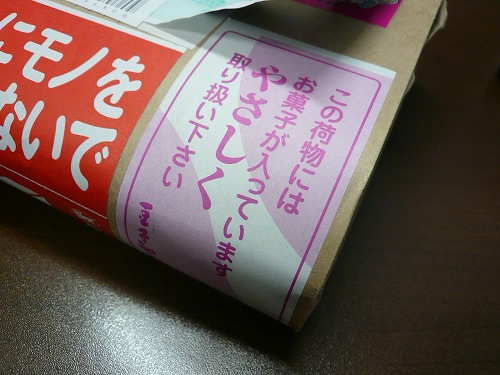 この荷物には
お菓子が入っています
やさしく
取り扱い下さい
にモノを
ないで